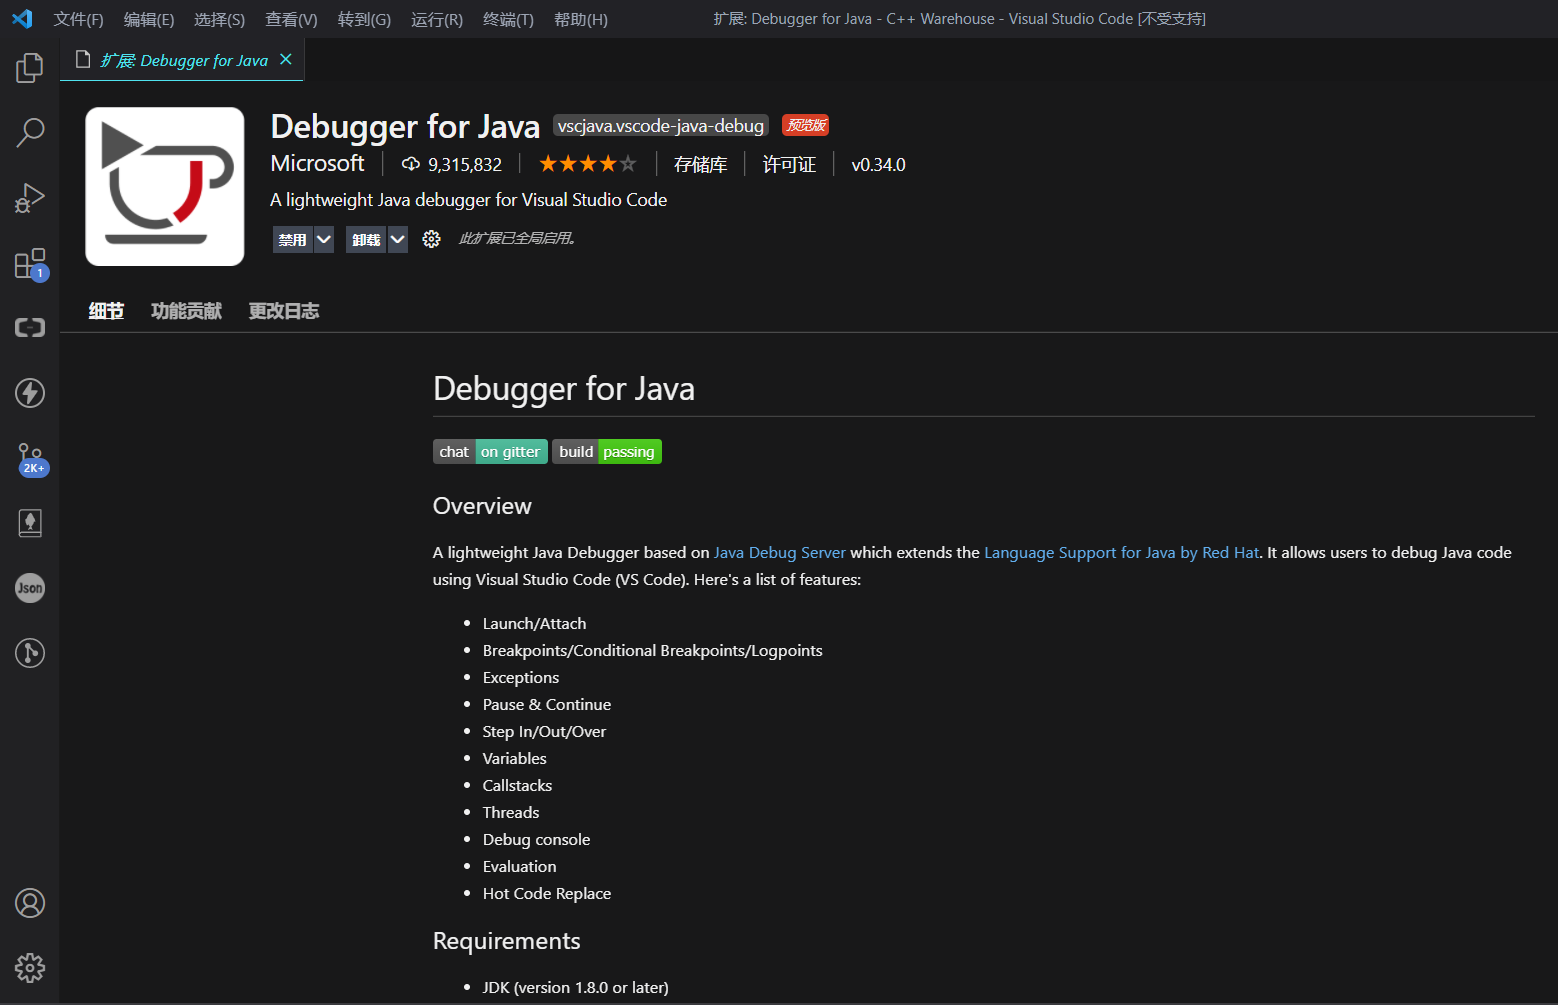 文件(F) 编辑(E) 选择(S) 查看(V) 转到(G) 运行(R) 终端(T) 帮助(H) 扩展: Debugger for Java - C++ Warehouse - Visual Studio Code [不受支持]
扩展: Debugger for Java
Debugger for Java vscjava.vscode-java-debug 预览版
Microsoft 9,315,832 存储库 许可证 v0.34.0
A lightweight Java debugger for Visual Studio Code
禁用 卸载 此扩展已全局启用。
1
细节 功能贡献 更改日志
Debugger for Java
chat on gitter build passing
2K+
Overview
A lightweight Java Debugger based on Java Debug Server which extends the Language Support for Java by Red Hat. It allows users to debug Java code
using Visual Studio Code (VS Code). Here's a list of features:
Json
• Launch/Attach
• Breakpoints/Conditional Breakpoints/Logpoints
• Exceptions
• Pause & Continue
• Step In/Out/Over
• Variables
• Callstacks
• Threads
• Debug console
• Evaluation
• Hot Code Replace
Requirements
• JDK (version 1.8.0 or later)